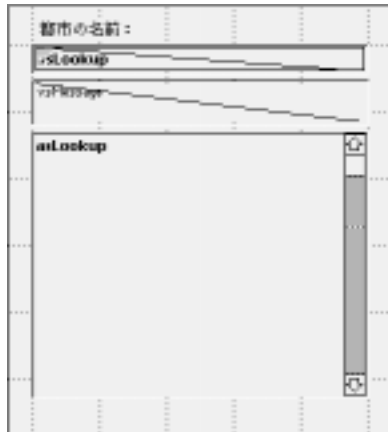 都市の名前：
vsLookup
vsMessage
asLookup